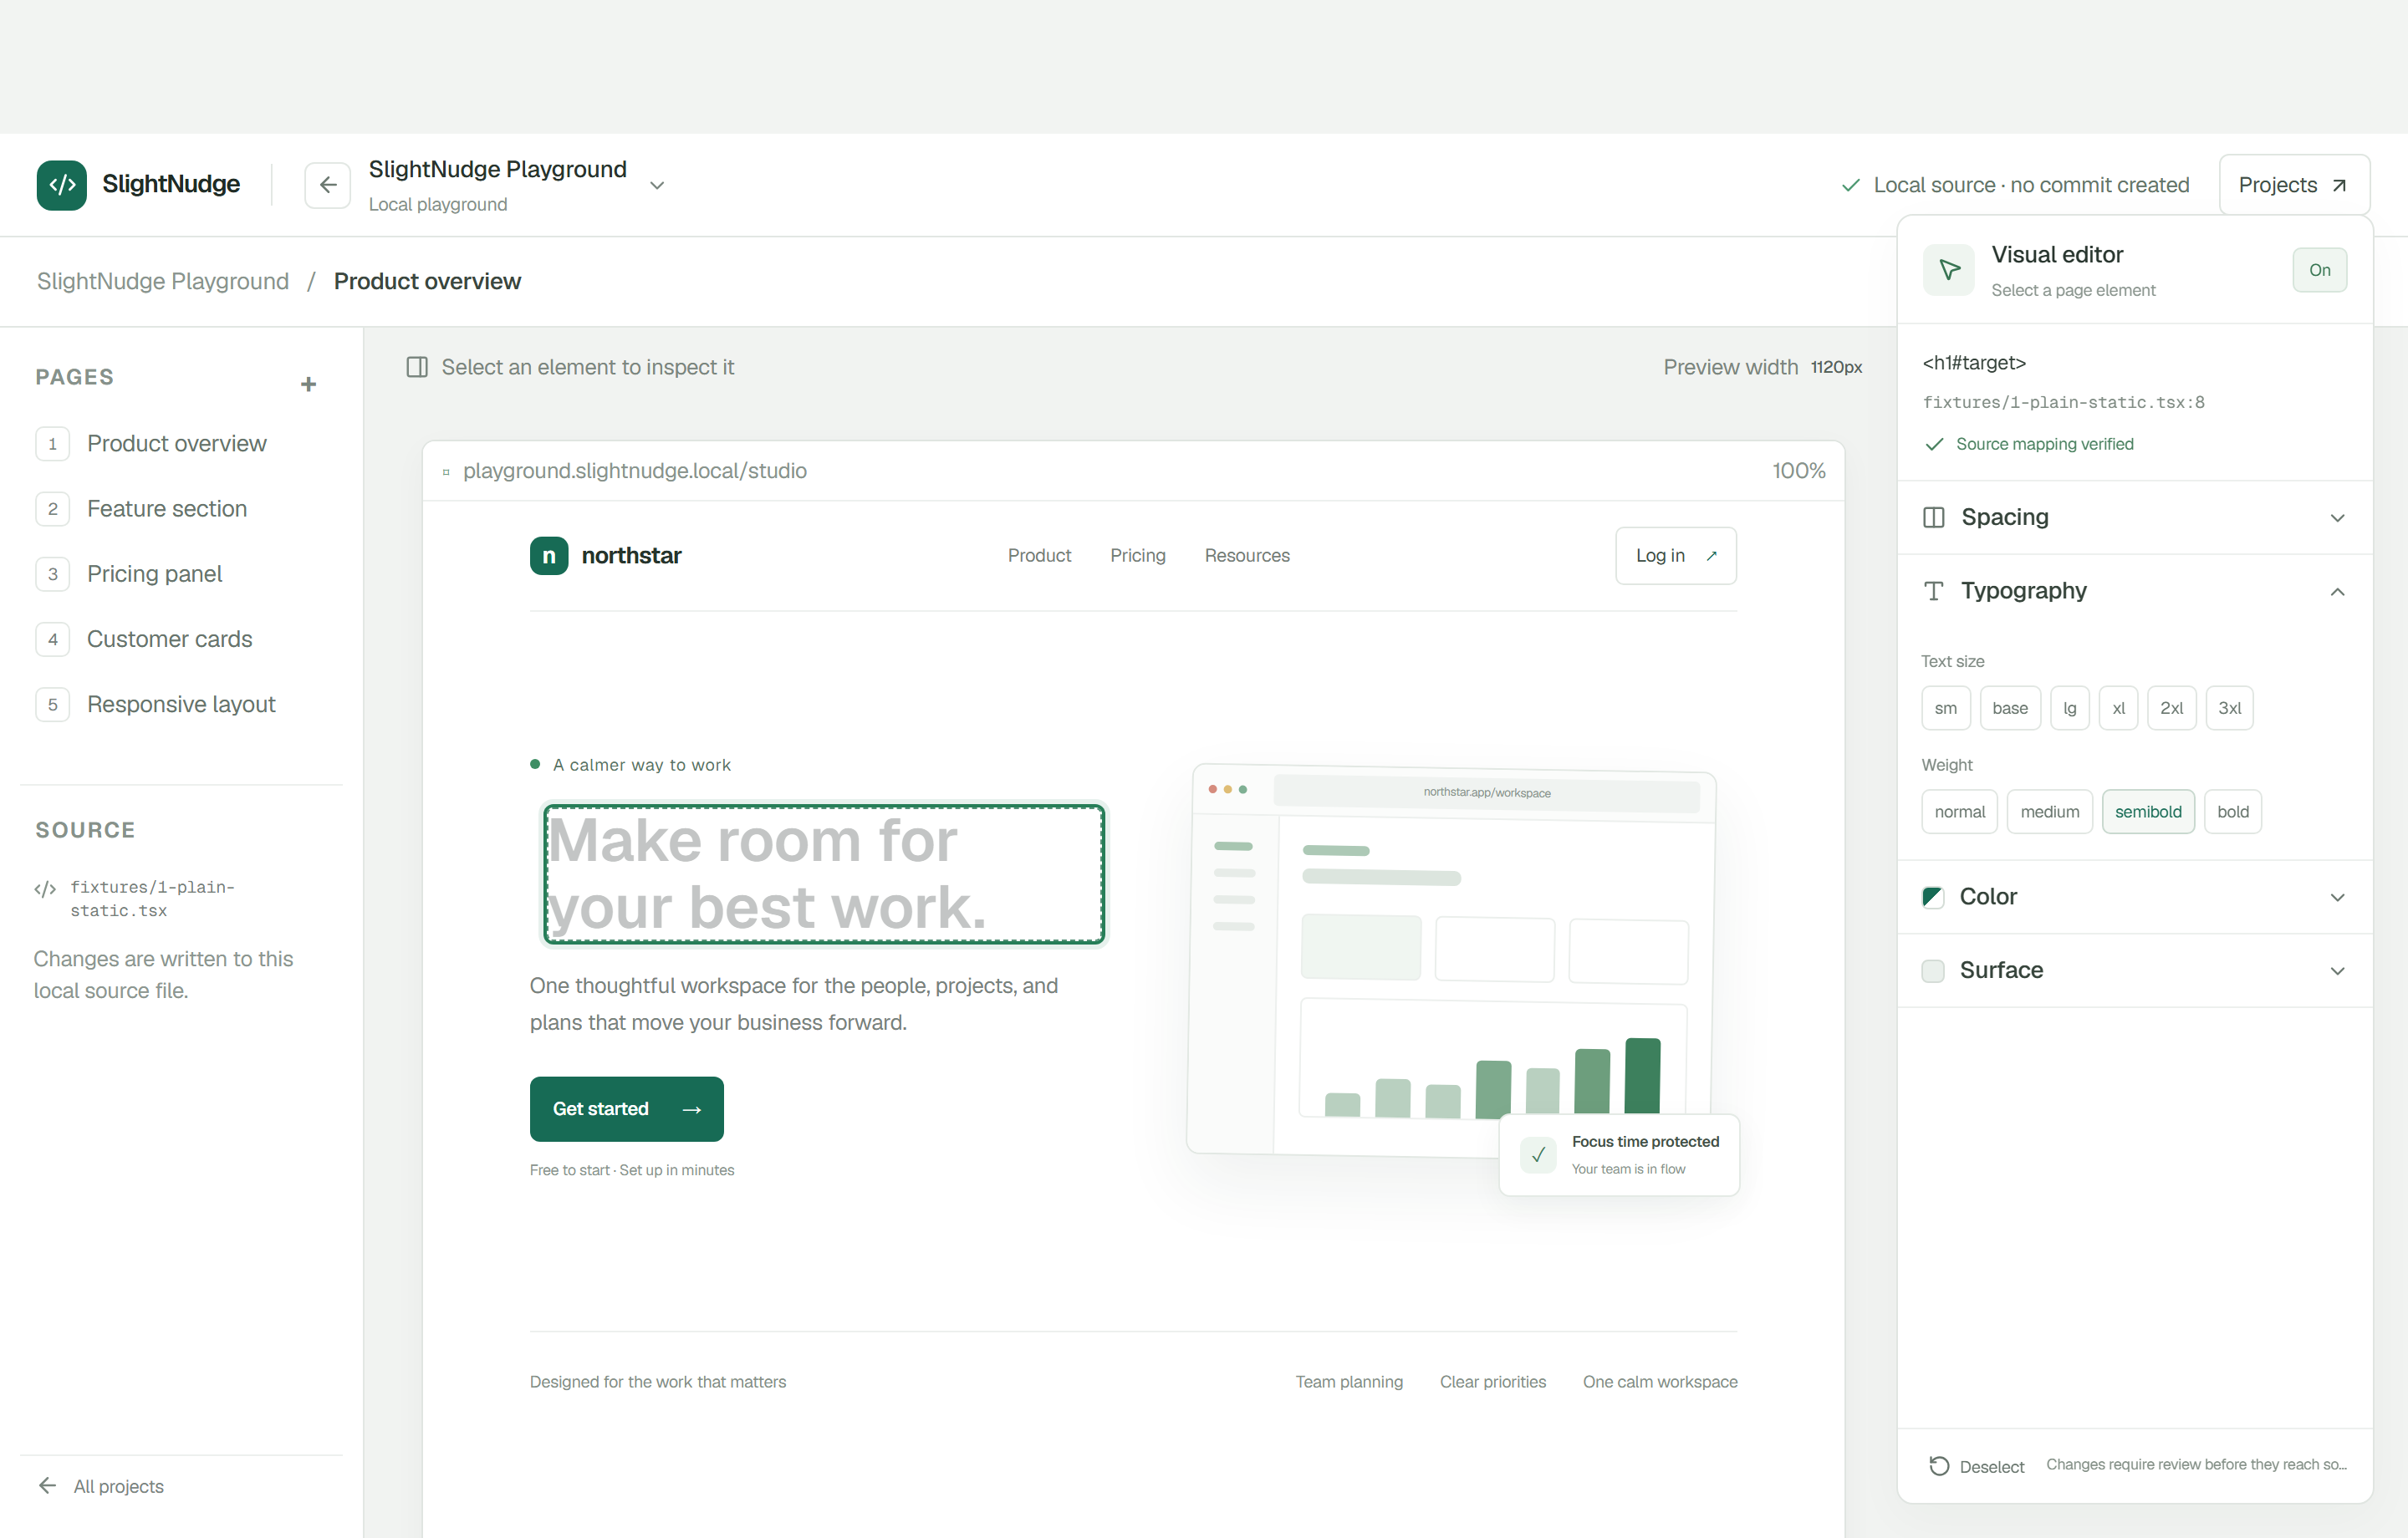 SlightNudge
SlightNudge Playground
Local playground
Local source · no commit created
Projects
SlightNudge Playground / Product overview
Visual editor
Select a page element
On
PAGES
+
1 Product overview
2 Feature section
3 Pricing panel
4 Customer cards
5 Responsive layout
SOURCE
</> fixtures/1-plain-
static.tsx
Changes are written to this
local source file.
All projects
Select an element to inspect it
Preview width 1120px
playground.slightnudge.local/studio
100%
n northstar
Product
Pricing
Resources
Log in ↗
A calmer way to work
Make room for
your best work.
One thoughtful workspace for the people, projects, and
plans that move your business forward.
Get started →
Free to start · Set up in minutes
northstar.app/workspace
✓ Focus time protected
Your team is in flow
Designed for the work that matters
Team planning
Clear priorities
One calm workspace
<h1#target>
fixtures/1-plain-static.tsx:8
Source mapping verified
Spacing
Typography
Text size
sm base lg xl 2xl 3xl
Weight
normal medium semibold bold
Color
Surface
Deselect
Changes require review before they reach so…